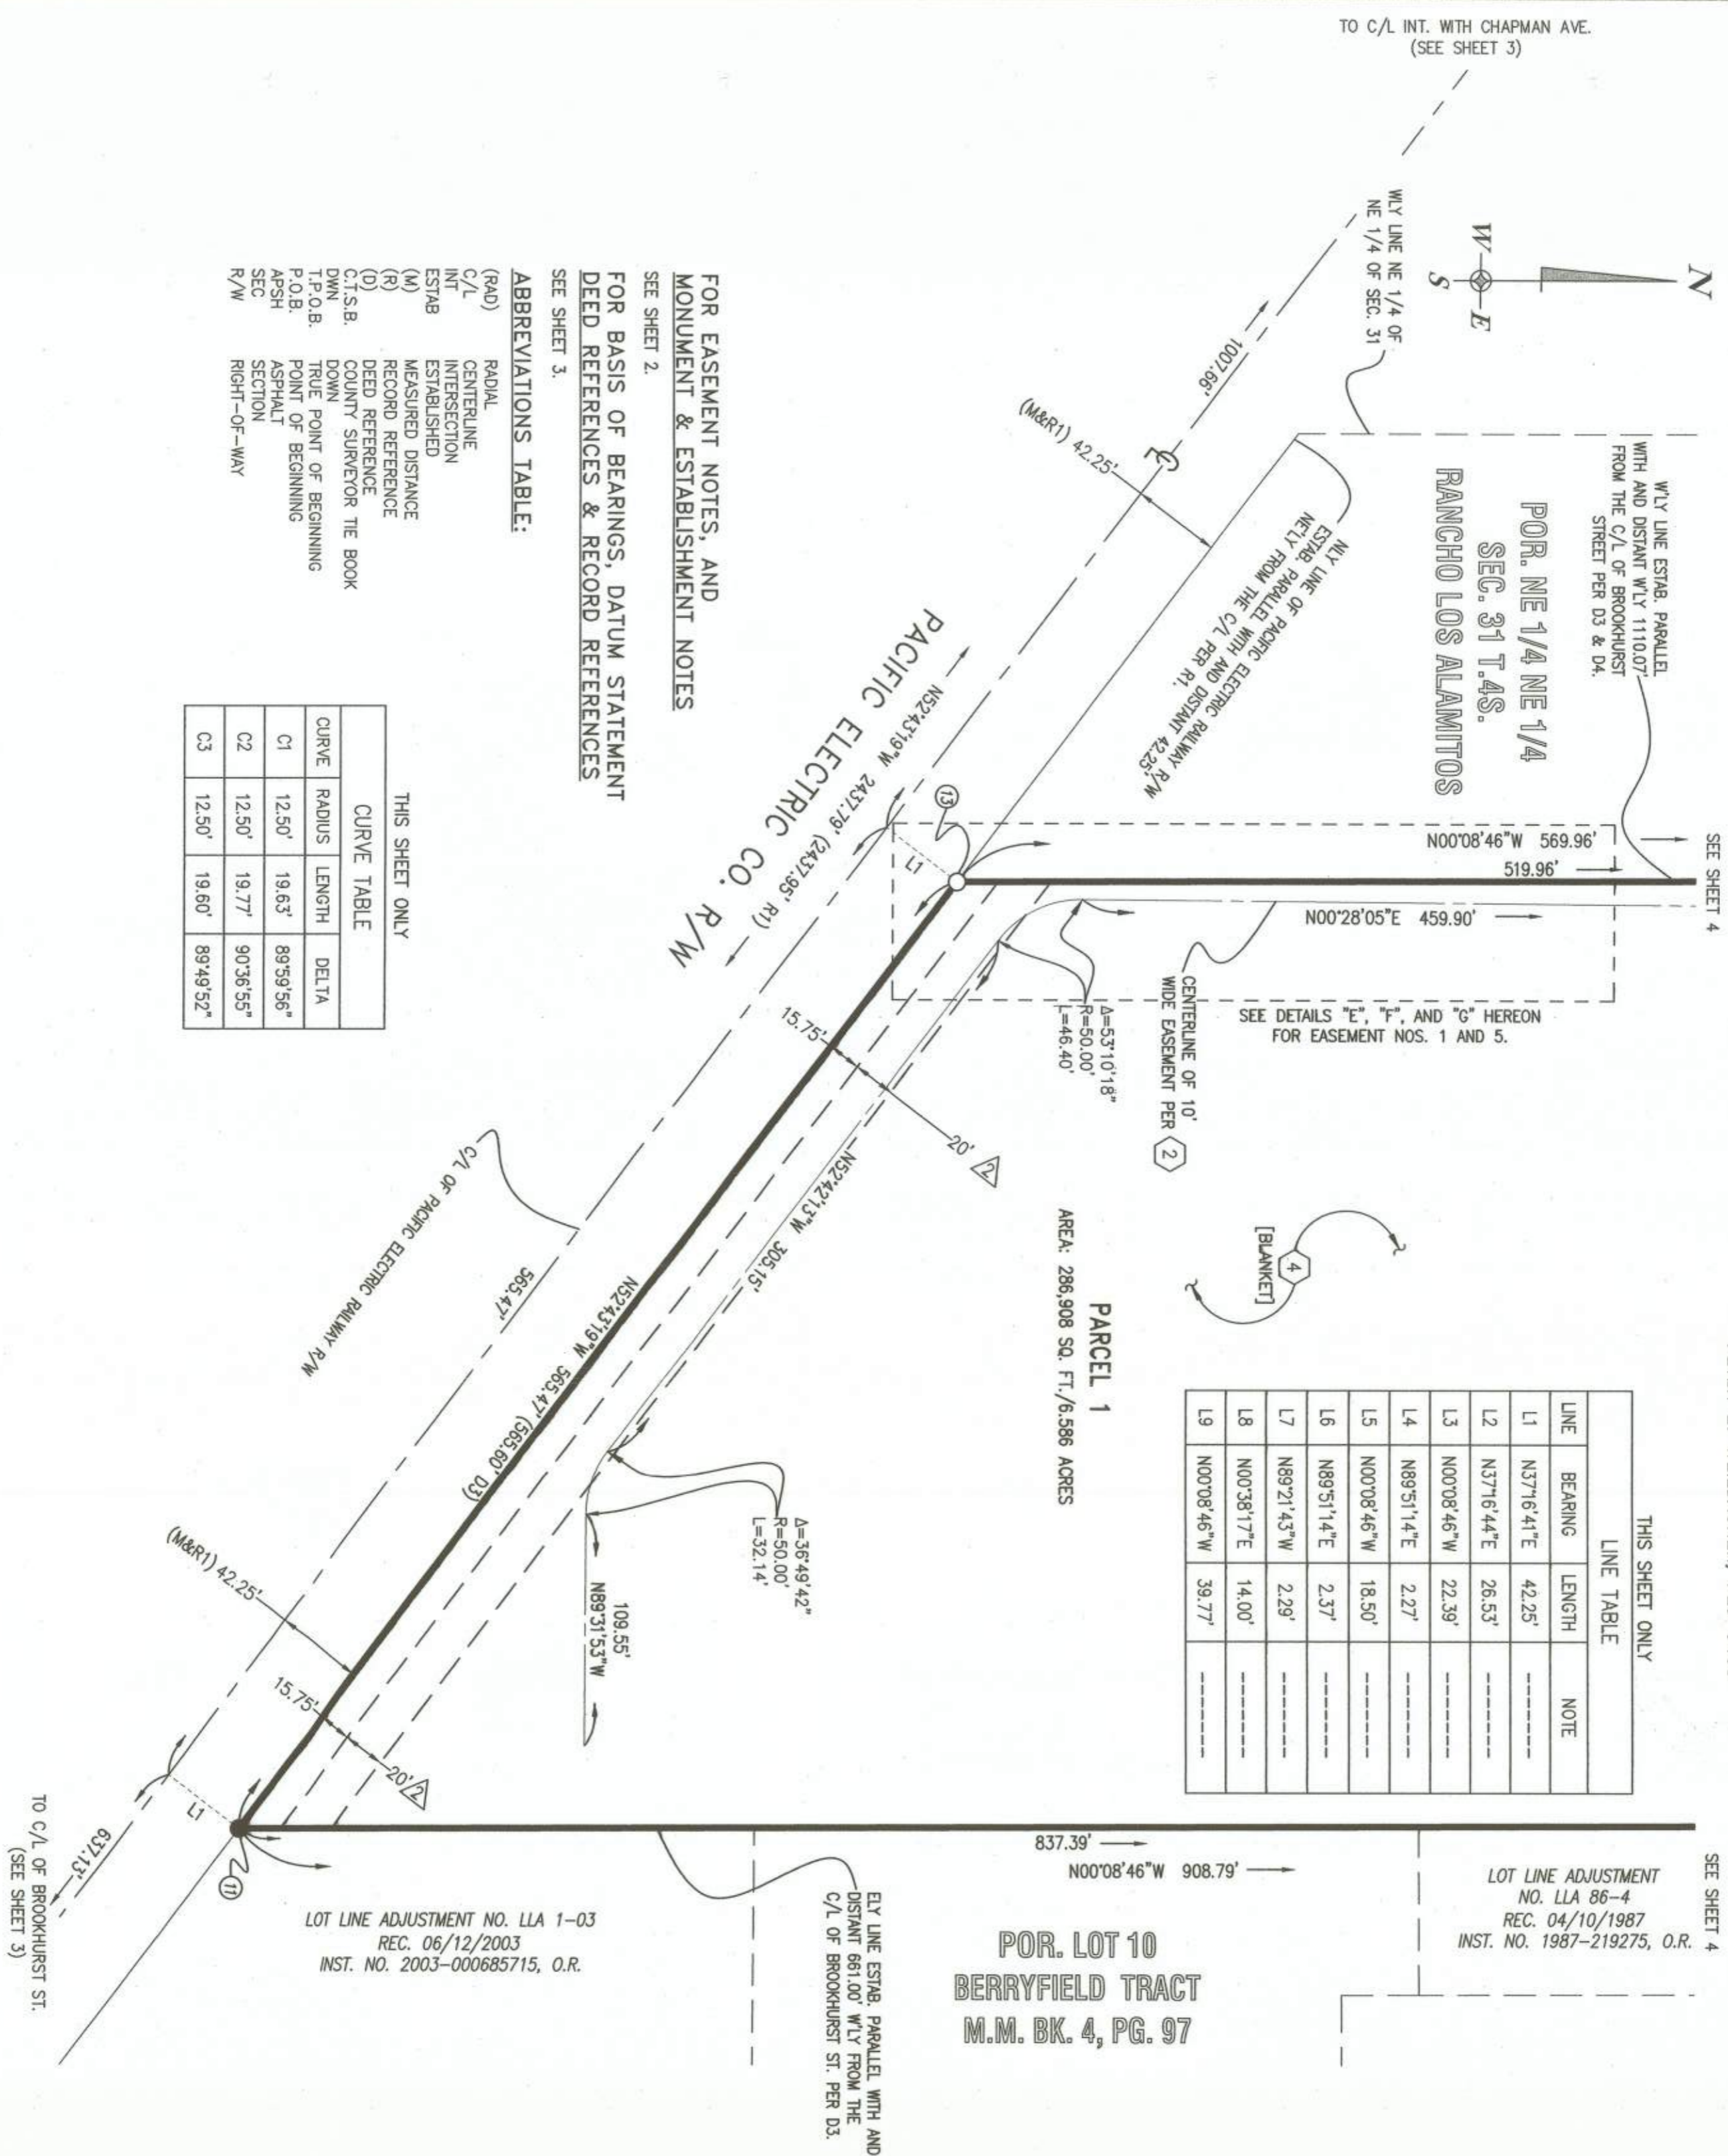 TO C/L INT. WITH CHAPMAN AVE.
(SEE SHEET 3)
N
W
E
S
WLY LINE NE 1/4 OF
NE 1/4 OF SEC. 31
W'LY LINE ESTAB. PARALLEL
WITH AND DISTANT W'LY 1110.07'
FROM THE C/L OF BROOKHURST
STREET PER D3 & D4.
POR. NE 1/4 NE 1/4
SEC. 31 T.4S.
RANCHO LOS ALAMITOS
SEE SHEET 4
N00°08'46"W 569.96'
519.96'
N00°28'05"E 459.90'
1007.66'
(M&R1) 42.25'
NLY LINE OF PACIFIC ELECTRIC RAILWAY R/W
ESTAB. PARALLEL WITH AND DISTANT 42.25'
NE'LY FROM THE C/L PER R1.
13
L1
N52°43'19"W 2437.79' (2437.95' R1)
PACIFIC ELECTRIC CO. R/W
SEE DETAILS "E", "F", AND "G" HEREON
FOR EASEMENT NOS. 1 AND 5.
CENTERLINE OF 10'
WIDE EASEMENT PER 2
Δ=53°10'18"
R=50.00'
L=46.40'
15.75'
20' 2
N52°42'13"W 305.15'
FOR EASEMENT NOTES, AND
MONUMENT & ESTABLISHMENT NOTES
SEE SHEET 2.
FOR BASIS OF BEARINGS, DATUM STATEMENT
DEED REFERENCES & RECORD REFERENCES
SEE SHEET 3.
ABBREVIATIONS TABLE:
(RAD) RADIAL
C/L CENTERLINE
INT INTERSECTION
ESTAB ESTABLISHED
(M) MEASURED DISTANCE
(R) RECORD REFERENCE
(D) DEED REFERENCE
C.T.S.B. COUNTY SURVEYOR TIE BOOK
DWN DOWN
T.P.O.B. TRUE POINT OF BEGINNING
P.O.B. POINT OF BEGINNING
APSH ASPHALT
SEC SECTION
R/W RIGHT-OF-WAY
THIS SHEET ONLY
CURVE TABLE
CURVE RADIUS LENGTH DELTA
C1 12.50' 19.63' 89°59'56"
C2 12.50' 19.77' 90°36'55"
C3 12.50' 19.60' 89°49'52"
4
[BLANKET]
PARCEL 1
AREA: 286,908 SQ. FT./6.586 ACRES
THIS SHEET ONLY
LINE TABLE
LINE BEARING LENGTH NOTE
L1 N37°16'41"E 42.25' --------
L2 N37°16'44"E 26.53' --------
L3 N00°08'46"W 22.39' --------
L4 N89°51'14"E 2.27' --------
L5 N00°08'46"W 18.50' --------
L6 N89°51'14"E 2.37' --------
L7 N89°21'43"W 2.29' --------
L8 N00°38'17"E 14.00' --------
L9 N00°08'46"W 39.77' --------
C/L OF PACIFIC ELECTRIC RAILWAY R/W
565.47'
N52°43'19"W 565.47' (565.60' D3)
Δ=36°49'42"
R=50.00'
L=32.14'
109.55'
N89°31'53"W
(M&R1) 42.25'
15.75'
20' 2
L1
11
637.13'
TO C/L OF BROOKHURST ST.
(SEE SHEET 3)
837.39'
N00°08'46"W 908.79'
SEE SHEET 4
LOT LINE ADJUSTMENT
NO. LLA 86-4
REC. 04/10/1987
INST. NO. 1987-219275, O.R.
LOT LINE ADJUSTMENT NO. LLA 1-03
REC. 06/12/2003
INST. NO. 2003-000685715, O.R.
ELY LINE ESTAB. PARALLEL WITH AND
DISTANT 661.00' W'LY FROM THE
C/L OF BROOKHURST ST. PER D3.
POR. LOT 10
BERRYFIELD TRACT
M.M. BK. 4, PG. 97